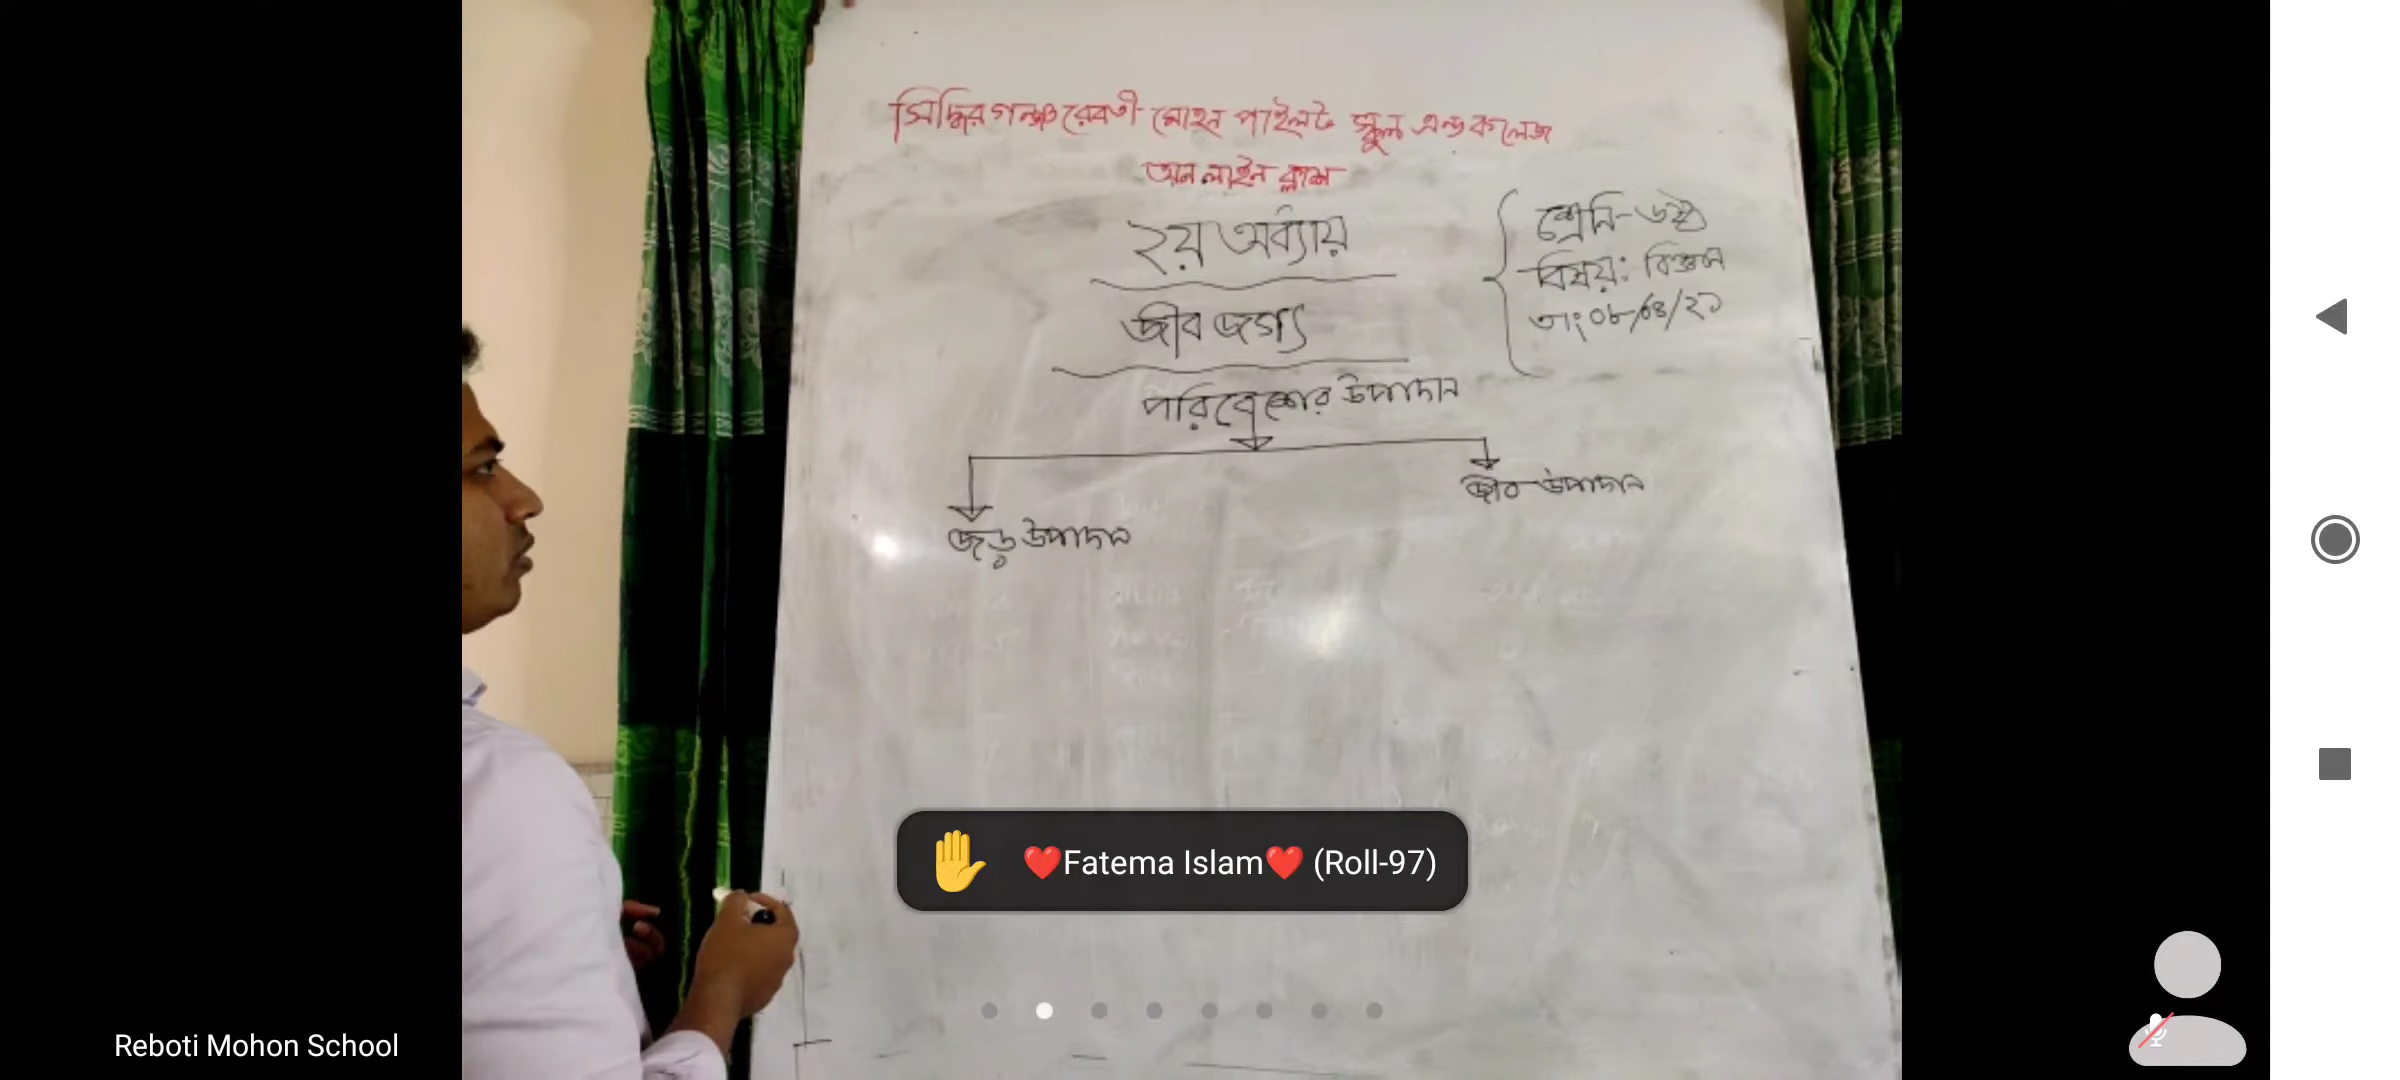 সিদ্ধিরগঞ্জ রেবতী মোহন পাইলট স্কুল এন্ড কলেজ
অনলাইন ক্লাশ
২য় অধ্যায়
শ্রেনি-৬ষ্ঠ
বিষয়: বিজ্ঞান
তাং ০৮/০৪/২১
জীব জগৎ
পরিবেশের উপাদান
জীব উপাদান
জড় উপাদান
✋ ❤️Fatema Islam❤️ (Roll-97)
Reboti Mohon School